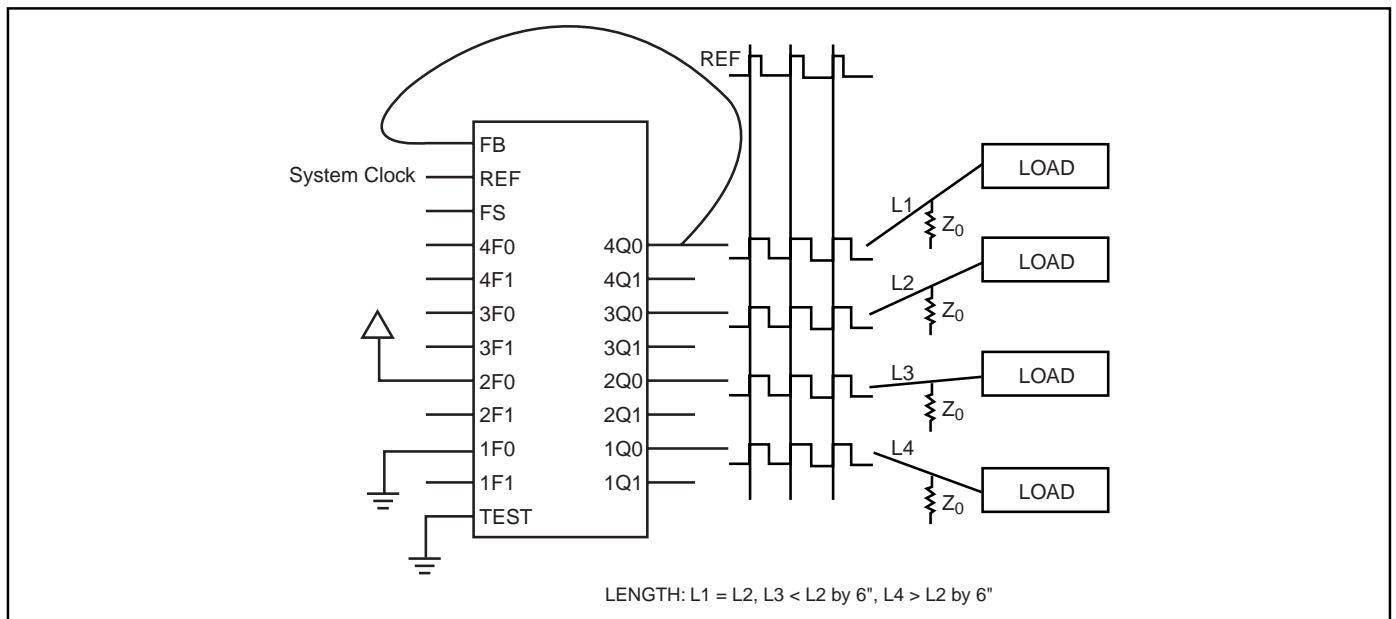 REF
FB
System Clock
REF
FS
4F0
4F1
3F0
3F1
2F0
2F1
1F0
1F1
TEST
4Q0
4Q1
3Q0
3Q1
2Q0
2Q1
1Q0
1Q1
L1
Z0
LOAD
L2
Z0
LOAD
L3
Z0
LOAD
L4
Z0
LOAD
LENGTH: L1 = L2, L3 < L2 by 6", L4 > L2 by 6"